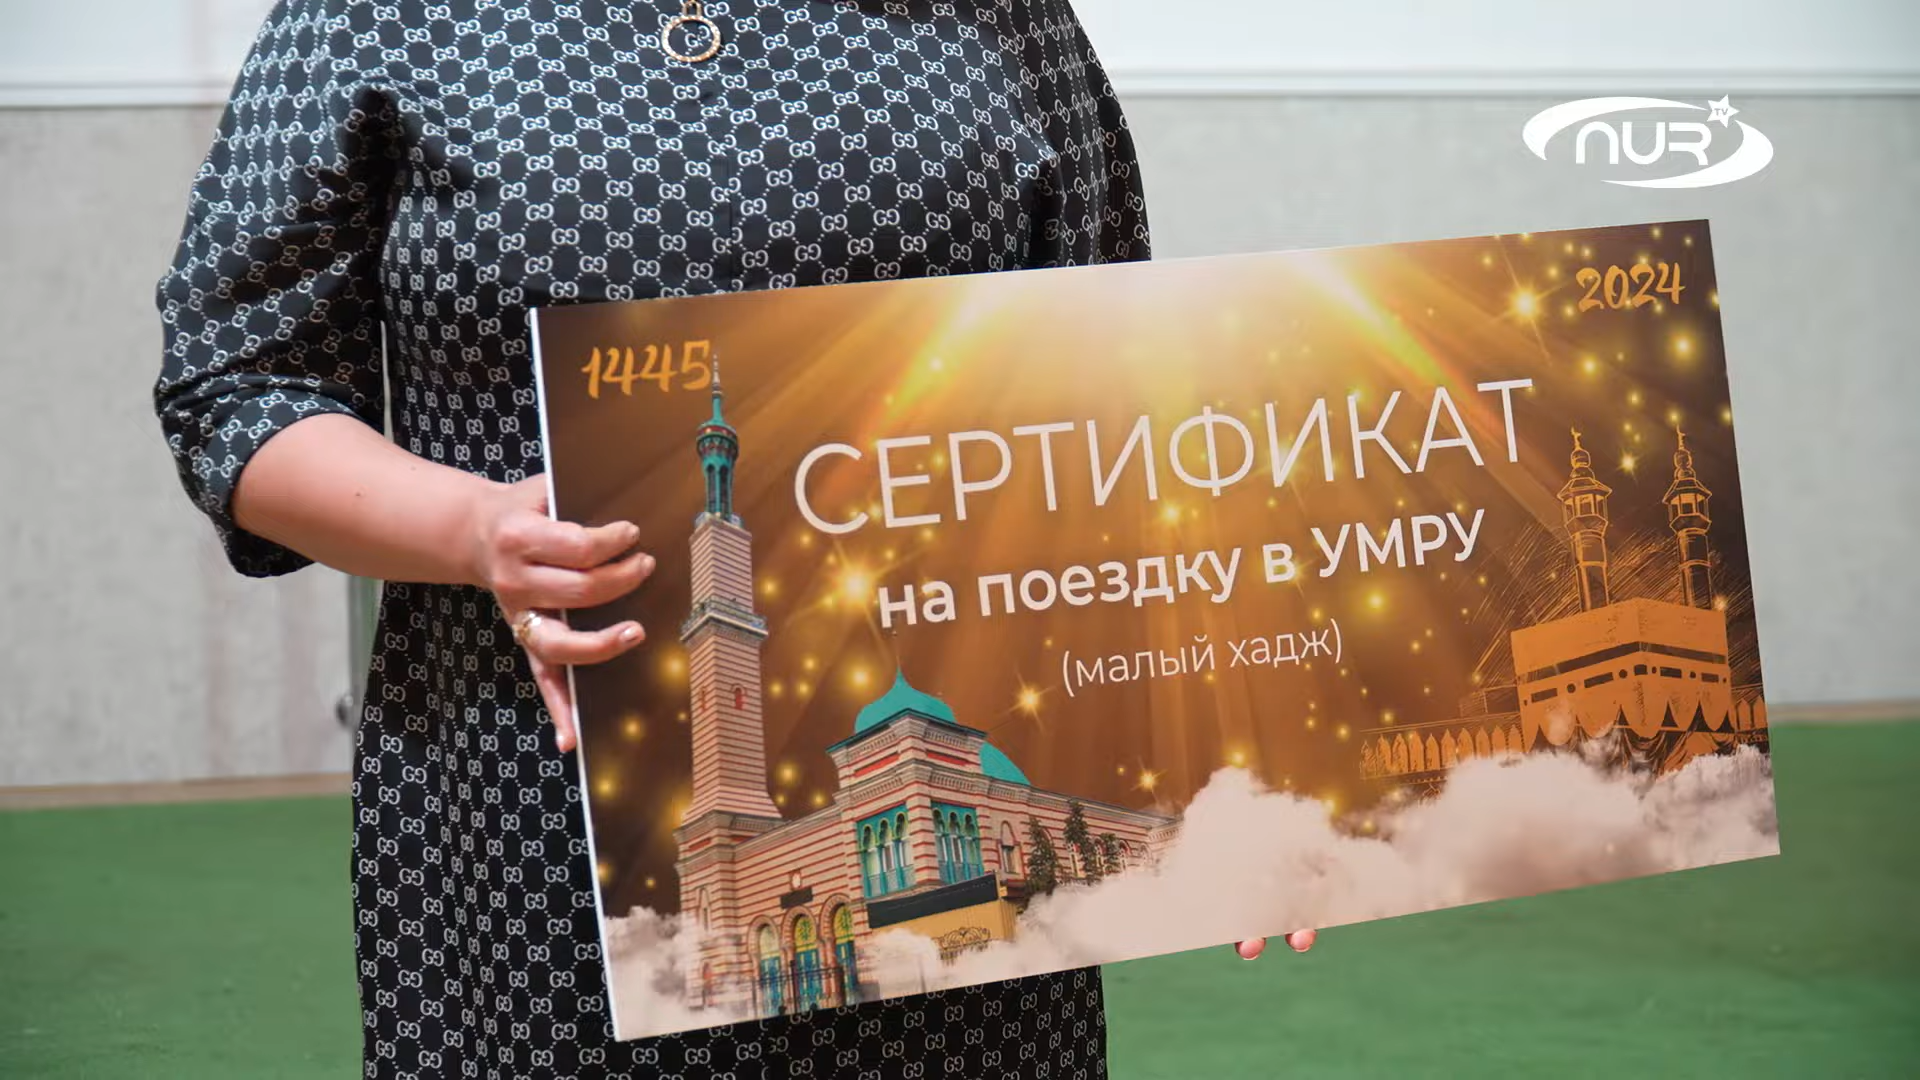 NUR TV
1445
2024
СЕРТИФИКАТ
на поездку в УМРУ
(малый хадж)